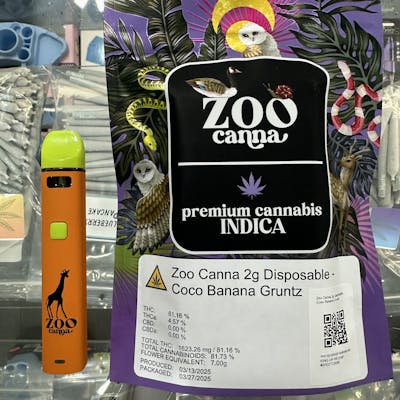 ZOO
canna
premium cannabis
INDICA
Zoo Canna 2g Disposable -
Coco Banana Gruntz
THC: 81.16 %
THCa: 4.57 %
CBD: 0.00 %
CBDa: 0.00 %
TOTAL THC: 1623.26 mg / 81.16 %
TOTAL CANNABINOIDS: 81.73 %
FLOWER EQUIVALENT: 7.00g
PRODUCED: 03/13/2025
PACKAGED: 03/27/2025
ZOO
canna
BLUEBERRY
PANCAKE